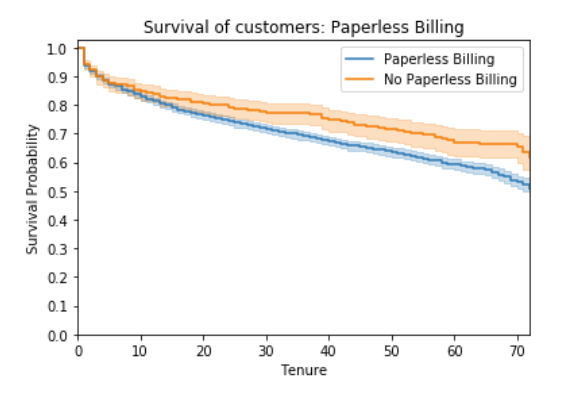 Survival of customers: Paperless Billing
Paperless Billing
No Paperless Billing
Survival Probability
1.0
0.9
0.8
0.7
0.6
0.5
0.4
0.3
0.2
0.1
0.0
0 10 20 30 40 50 60 70
Tenure